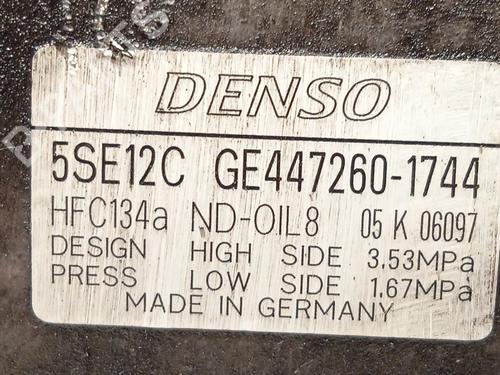 DENSO
5SE12C GE447260-1744
HFC134a ND-OIL8 05 K 06097
DESIGN HIGH SIDE 3.53MPa
PRESS LOW SIDE 1.67MPa
MADE IN GERMANY